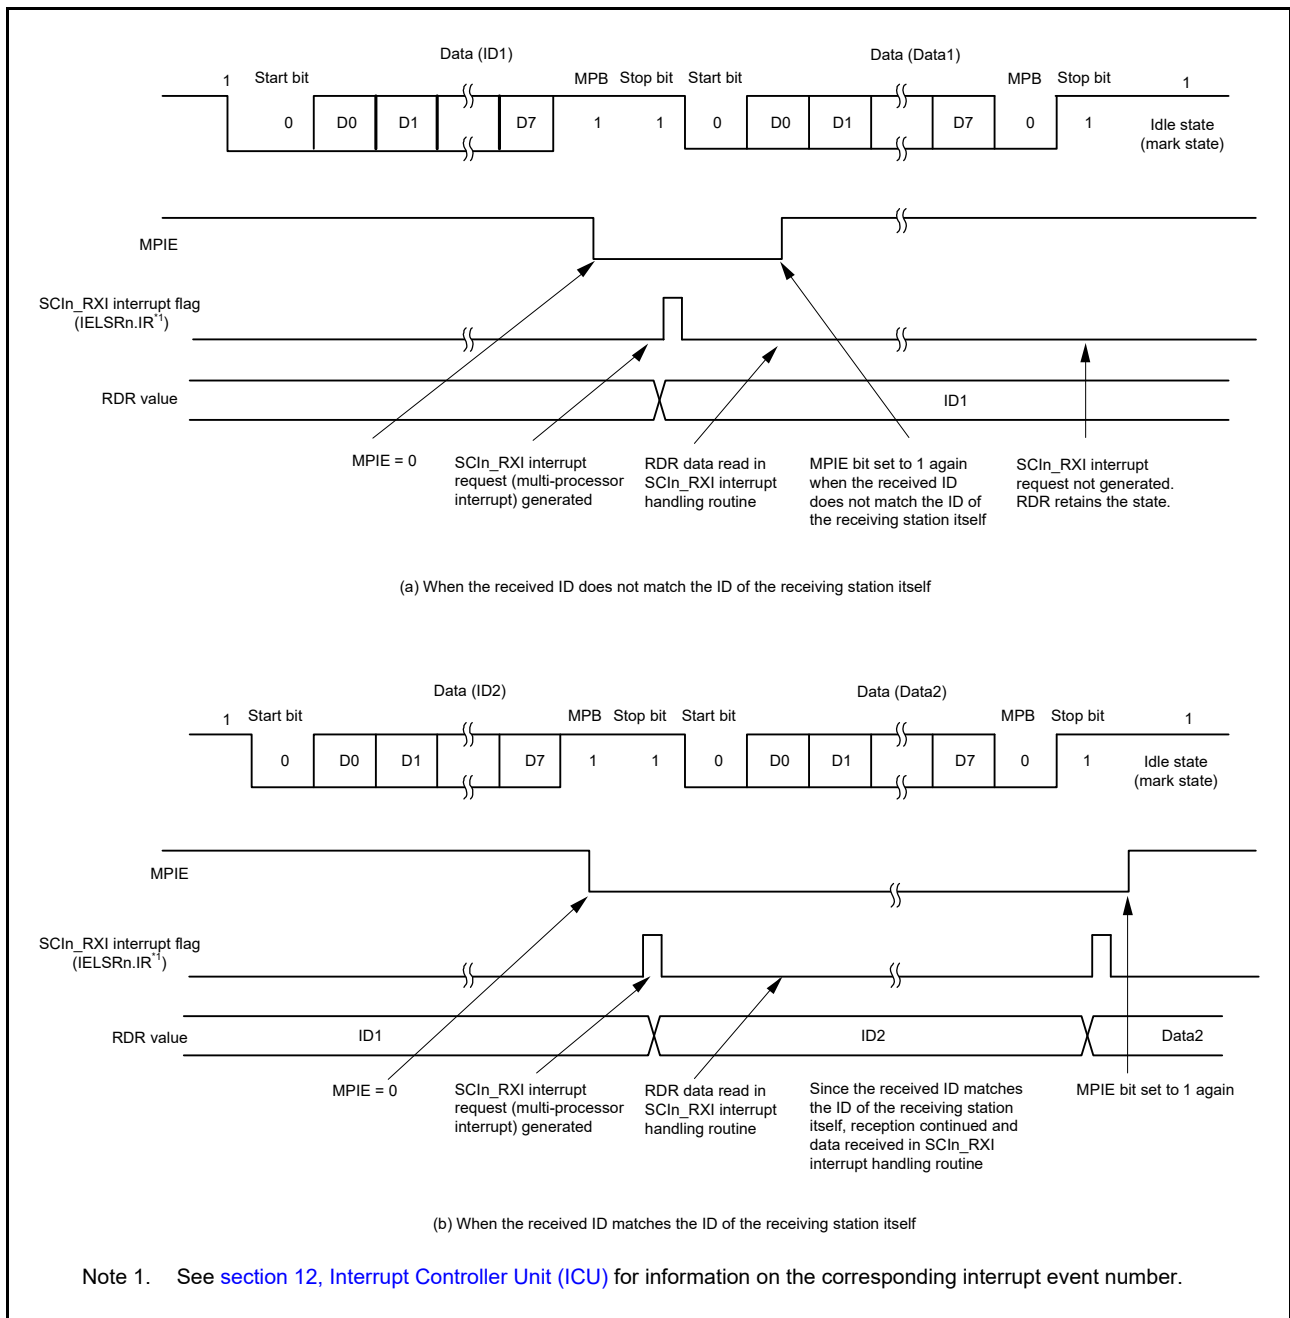 Data (ID1) Data (Data1)
1 Start bit MPB Stop bit Start bit MPB Stop bit 1
0 D0 D1 D7 1 1 0 D0 D1 D7 0 1 Idle state
(mark state)
MPIE
SCIn_RXI interrupt flag
(IELSRn.IR*1)
RDR value ID1
MPIE = 0
SCIn_RXI interrupt
request (multi-processor
interrupt) generated
RDR data read in
SCIn_RXI interrupt
handling routine
MPIE bit set to 1 again
when the received ID
does not match the ID of
the receiving station itself
SCIn_RXI interrupt
request not generated.
RDR retains the state.
(a) When the received ID does not match the ID of the receiving station itself
Data (ID2) Data (Data2)
1 Start bit MPB Stop bit Start bit MPB Stop bit 1
0 D0 D1 D7 1 1 0 D0 D1 D7 0 1 Idle state
(mark state)
MPIE
SCIn_RXI interrupt flag
(IELSRn.IR*1)
RDR value ID1 ID2 Data2
MPIE = 0
SCIn_RXI interrupt
request (multi-processor
interrupt) generated
RDR data read in
SCIn_RXI interrupt
handling routine
Since the received ID matches
the ID of the receiving station
itself, reception continued and
data received in SCIn_RXI
interrupt handling routine
MPIE bit set to 1 again
(b) When the received ID matches the ID of the receiving station itself
Note 1. See section 12, Interrupt Controller Unit (ICU) for information on the corresponding interrupt event number.